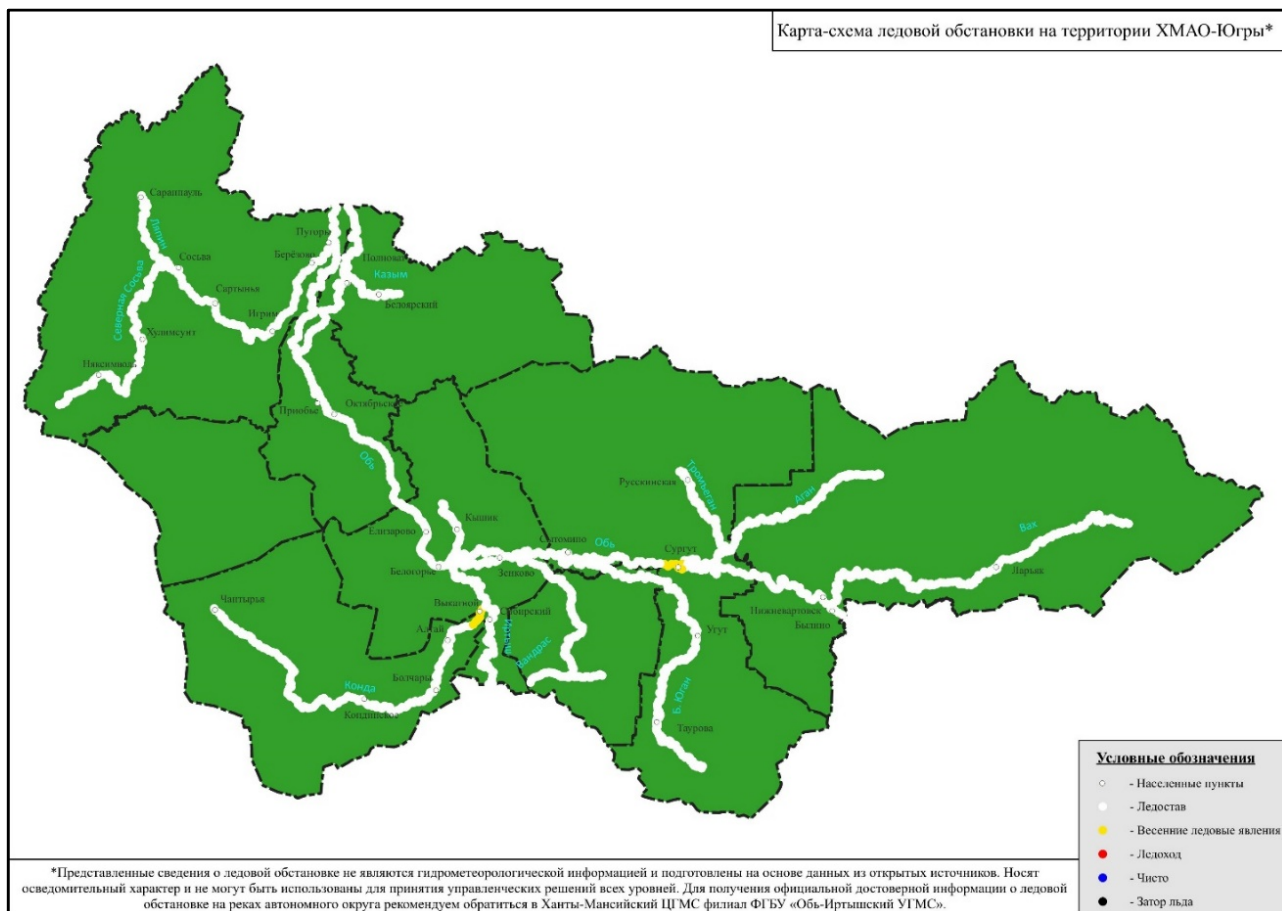 Карта-схема ледовой обстановки на территории ХМАО-Югры*
Саранпауль
Ляпин
Сосьва
Северная Сосьва
Сартынья
Хулимсунт
Няксимволь
Игрим
Пугоры
Берёзово
Полноват
Казым
Белоярский
Приобье
Октябрьское
Обь
Елизарово
Кышик
Белогорье
Зенково
Сытомино
Обь
Сургут
Русскинская
Тромъеган
Аган
Вах
Ларьяк
Нижневартовск
Былино
Чантырья
Выкатной
Сибирский
Алтай
Иртыш
Болчары
Конда
Кондинское
Угут
Б. Юган
Таурова
Условные обозначения
- Населенные пункты
- Ледостав
- Весенние ледовые явления
- Ледоход
- Чисто
- Затор льда
*Представленные сведения о ледовой обстановке не являются гидрометеорологической информацией и подготовлены на основе данных из открытых источников. Носят
осведомительный характер и не могут быть использованы для принятия управленческих решений всех уровней. Для получения официальной достоверной информации о ледовой
обстановке на реках автономного округа рекомендуем обратиться в Ханты-Мансийский ЦГМС филиал ФГБУ «Обь-Иртышский УГМС».